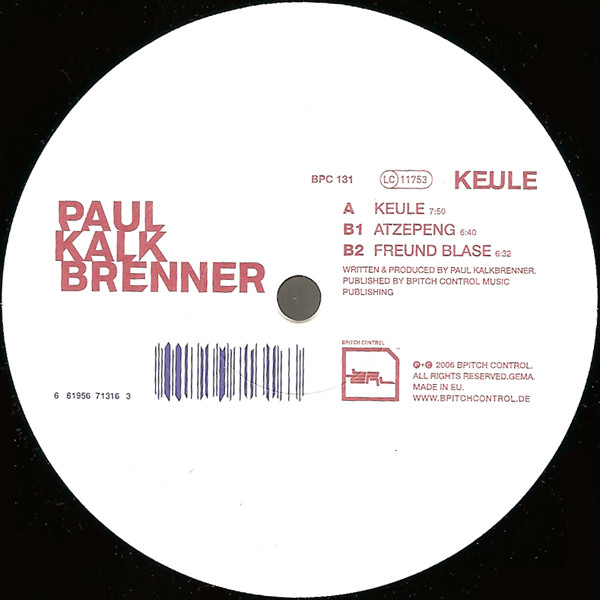 BPC 131 LC 11753 KEULE
PAUL
KALK
BRENNER
A KEULE 7:50
B1 ATZEPENG 6:40
B2 FREUND BLASE 6:32
WRITTEN & PRODUCED BY PAUL KALKBRENNER.
PUBLISHED BY BPITCH CONTROL MUSIC
PUBLISHING
BPITCH CONTROL
℗+© 2006 BPITCH CONTROL.
ALL RIGHTS RESERVED.GEMA.
MADE IN EU.
WWW.BPITCHCONTROL.DE
6 61956 71316 3